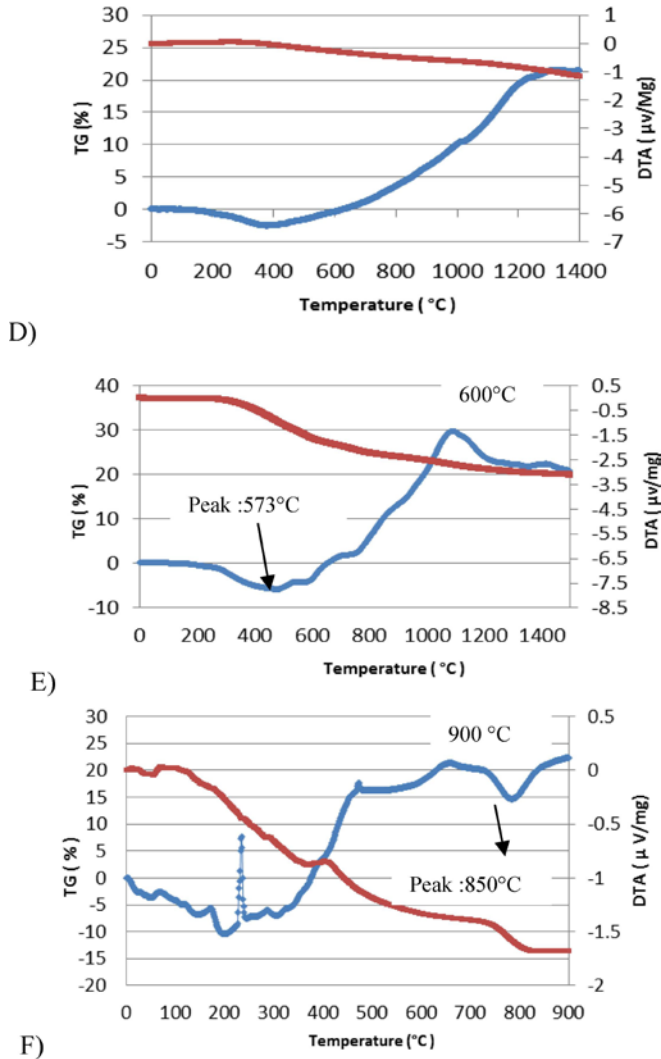 30
25
20
15
10
5
0
-5
TG (%)
1
0
-1
-2
-3
-4
-5
-6
-7
DTA ( µv/Mg)
0 200 400 600 800 1000 1200 1400
Temperature ( °C)
D)
40
30
20
10
0
-10
TG ( %)
600°C
Peak :573°C
0.5
-0.5
-1.5
-2.5
-3.5
-4.5
-5.5
-6.5
-7.5
-8.5
DTA ( µv/mg)
0 200 400 600 800 1000 1200 1400
Temperature ( °C)
E)
30
25
20
15
10
5
0
-5
-10
-15
-20
TG ( %)
900 °C
Peak :850°C
0.5
0
-0.5
-1
-1.5
-2
DTA ( µ V/mg)
0 100 200 300 400 500 600 700 800 900
Temperature ( °C)
F)